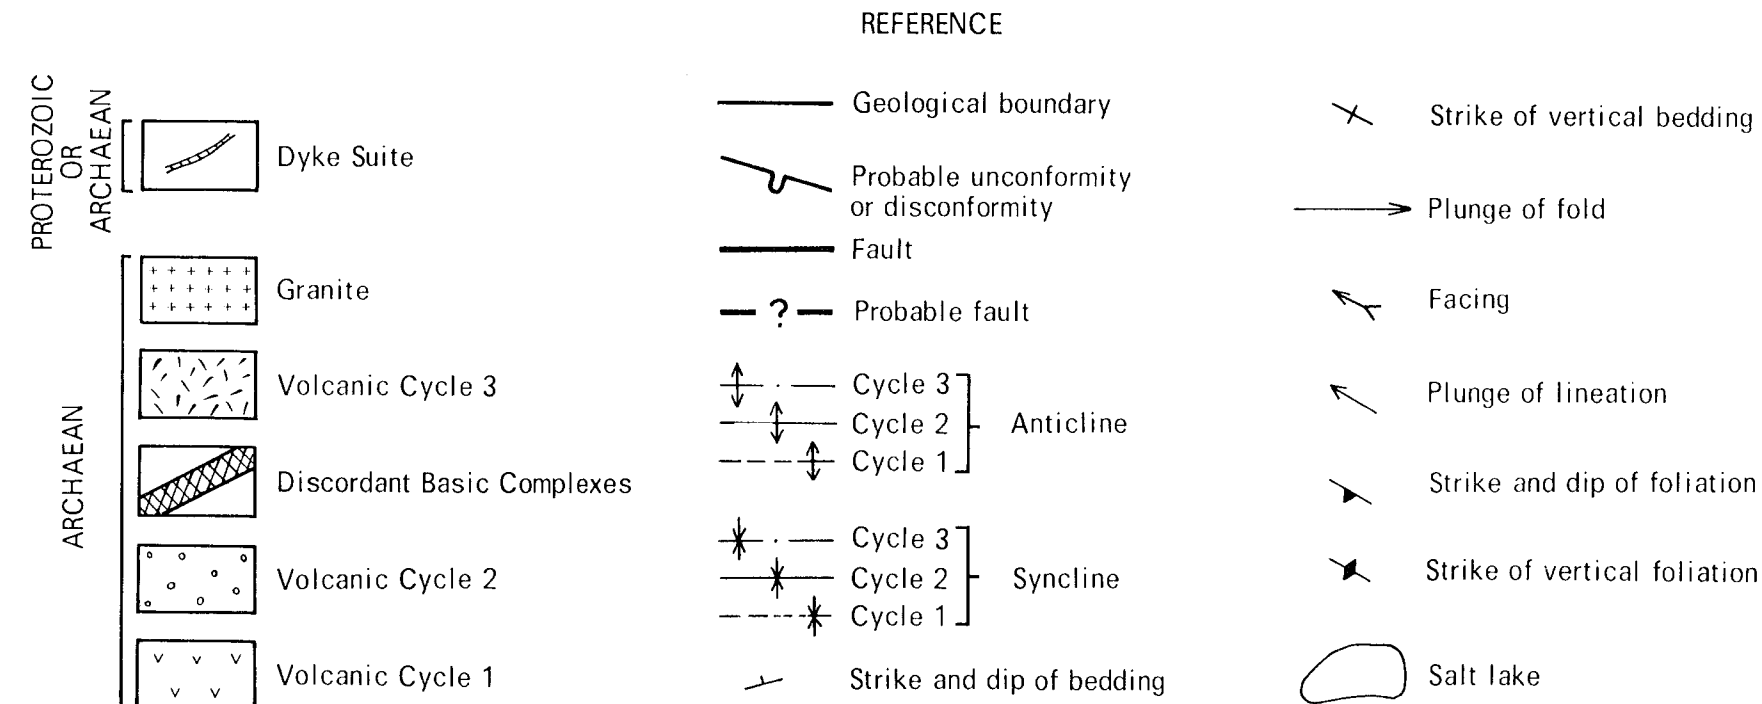 REFERENCE
PROTEROZOIC
OR
ARCHAEAN
Dyke Suite
ARCHAEAN
Granite
Volcanic Cycle 3
Discordant Basic Complexes
Volcanic Cycle 2
Volcanic Cycle 1
Geological boundary
Probable unconformity
or disconformity
Fault
? Probable fault
Cycle 3
Cycle 2
Cycle 1
Anticline
Cycle 3
Cycle 2
Cycle 1
Syncline
Strike and dip of bedding
Strike of vertical bedding
Plunge of fold
Facing
Plunge of lineation
Strike and dip of foliation
Strike of vertical foliation
Salt lake